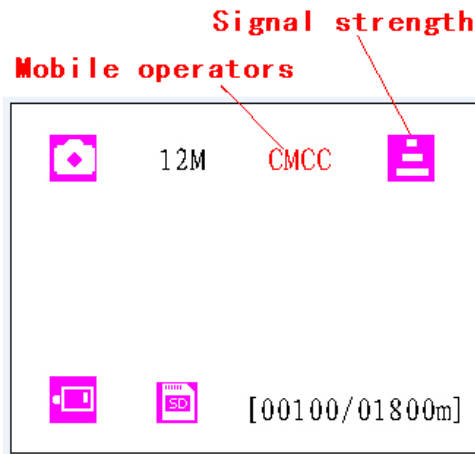 Signal strength
Mobile operators
12M CMCC
SD [00100/01800m]